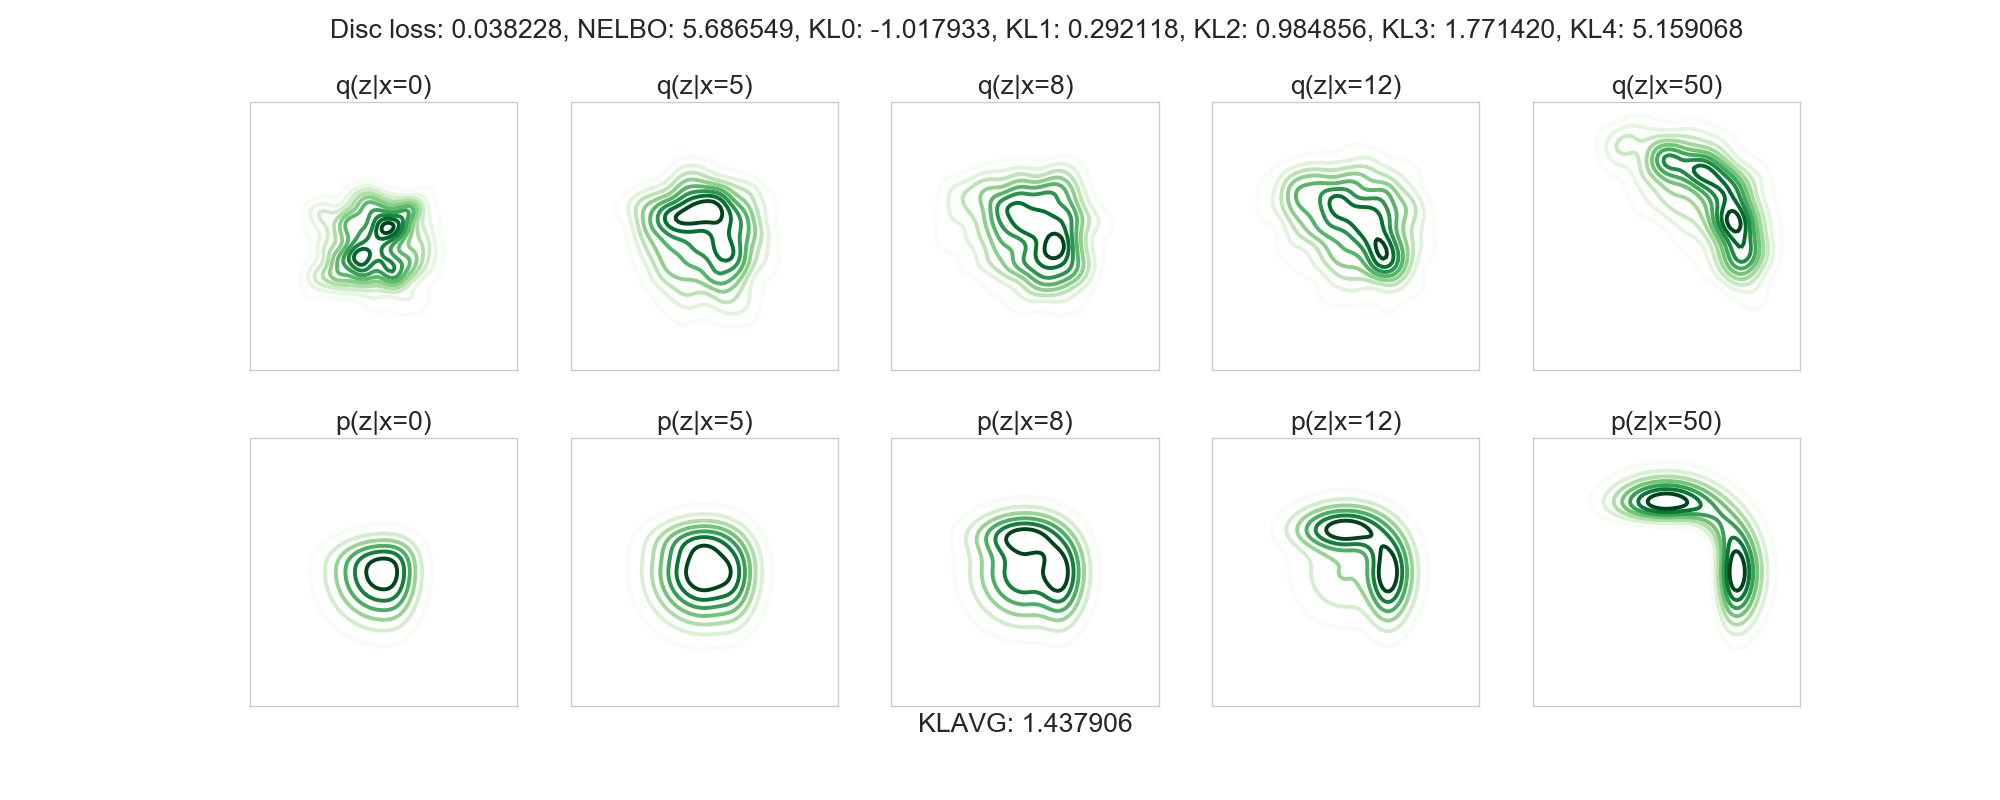 Disc loss: 0.038228, NELBO: 5.686549, KL0: -1.017933, KL1: 0.292118, KL2: 0.984856, KL3: 1.771420, KL4: 5.159068
q(z|x=0) q(z|x=5) q(z|x=8) q(z|x=12) q(z|x=50)
p(z|x=0) p(z|x=5) p(z|x=8) p(z|x=12) p(z|x=50)
KLAVG: 1.437906